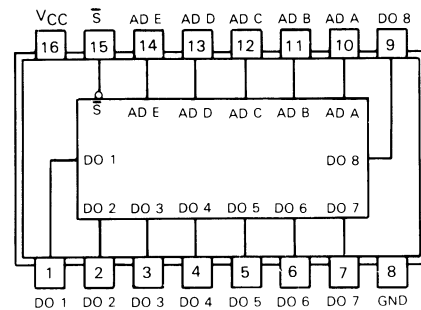 VCC S̅ AD E AD D AD C AD B AD A DO 8
16 15 14 13 12 11 10 9
S̅ AD E AD D AD C AD B AD A
DO 1 DO 8
DO 2 DO 3 DO 4 DO 5 DO 6 DO 7
1 2 3 4 5 6 7 8
DO 1 DO 2 DO 3 DO 4 DO 5 DO 6 DO 7 GND